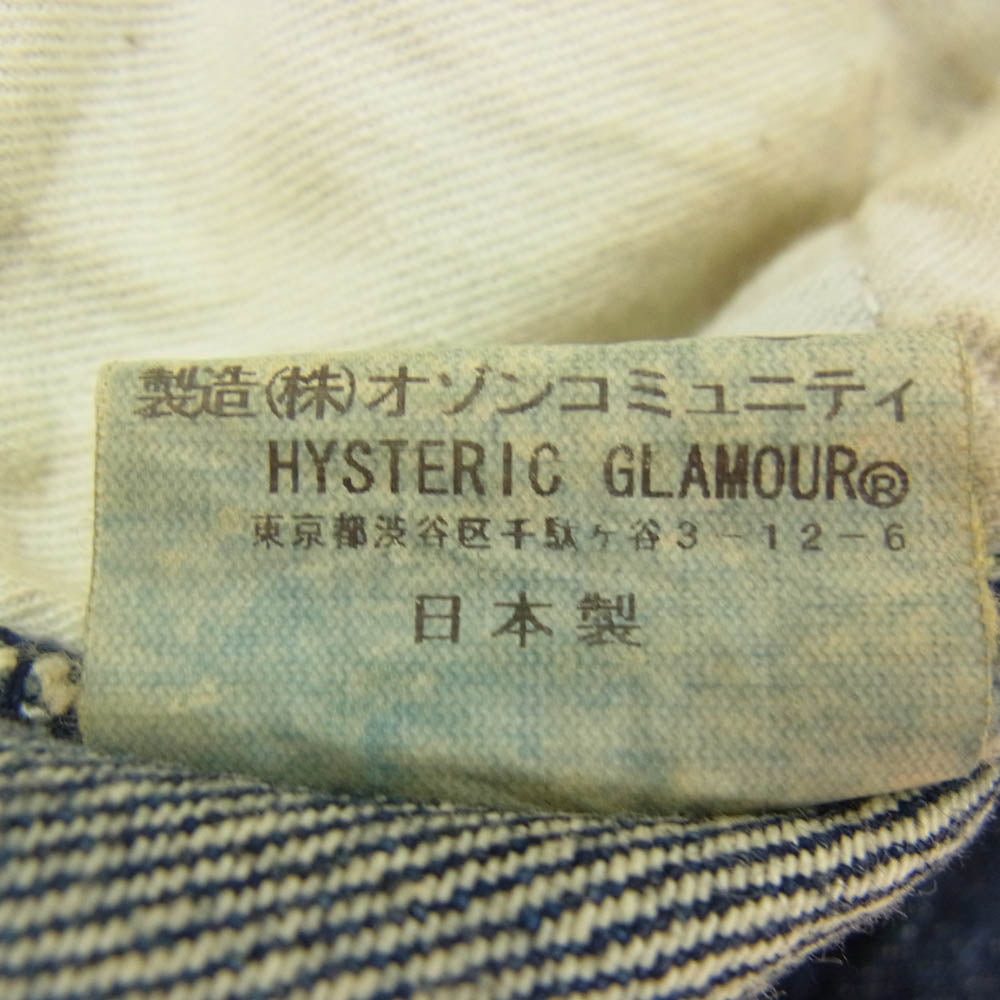 製造(株)オゾンコミュニティ
HYSTERIC GLAMOUR®
東京都渋谷区千駄ヶ谷3-12-6
日本製